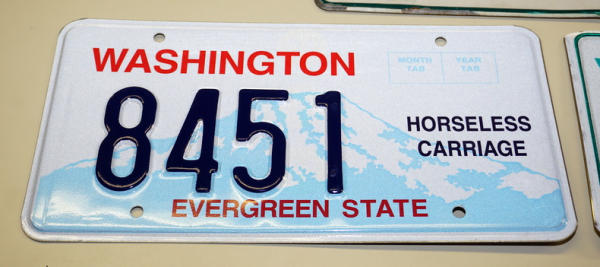 WASHINGTON
MONTH TAB
YEAR TAB
8451
HORSELESS
CARRIAGE
EVERGREEN STATE